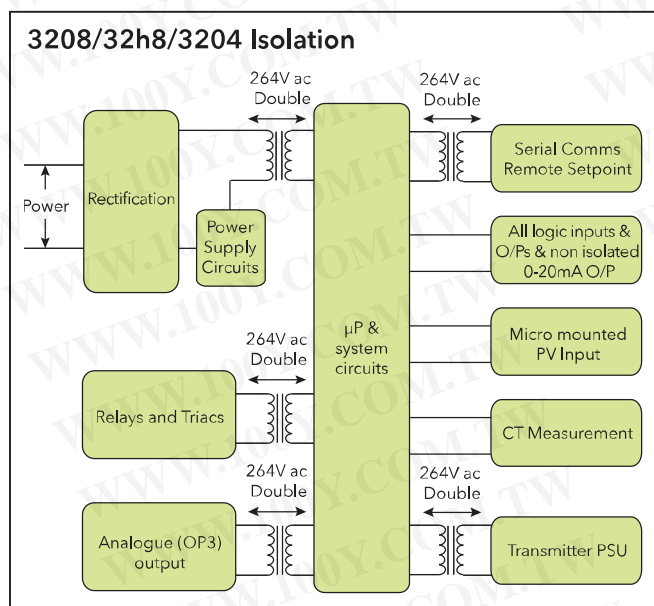 3208/32h8/3204 Isolation
264V ac
Double
264V ac
Double
Rectification
Power
Power
Supply
Circuits
Serial Comms
Remote Setpoint
All logic inputs &
O/Ps & non isolated
0-20mA O/P
µP &
system
circuits
Micro mounted
PV Input
264V ac
Double
Relays and Triacs
CT Measurement
264V ac
Double
264V ac
Double
Analogue (OP3)
output
Transmitter PSU
WWW.100Y.COM.TW